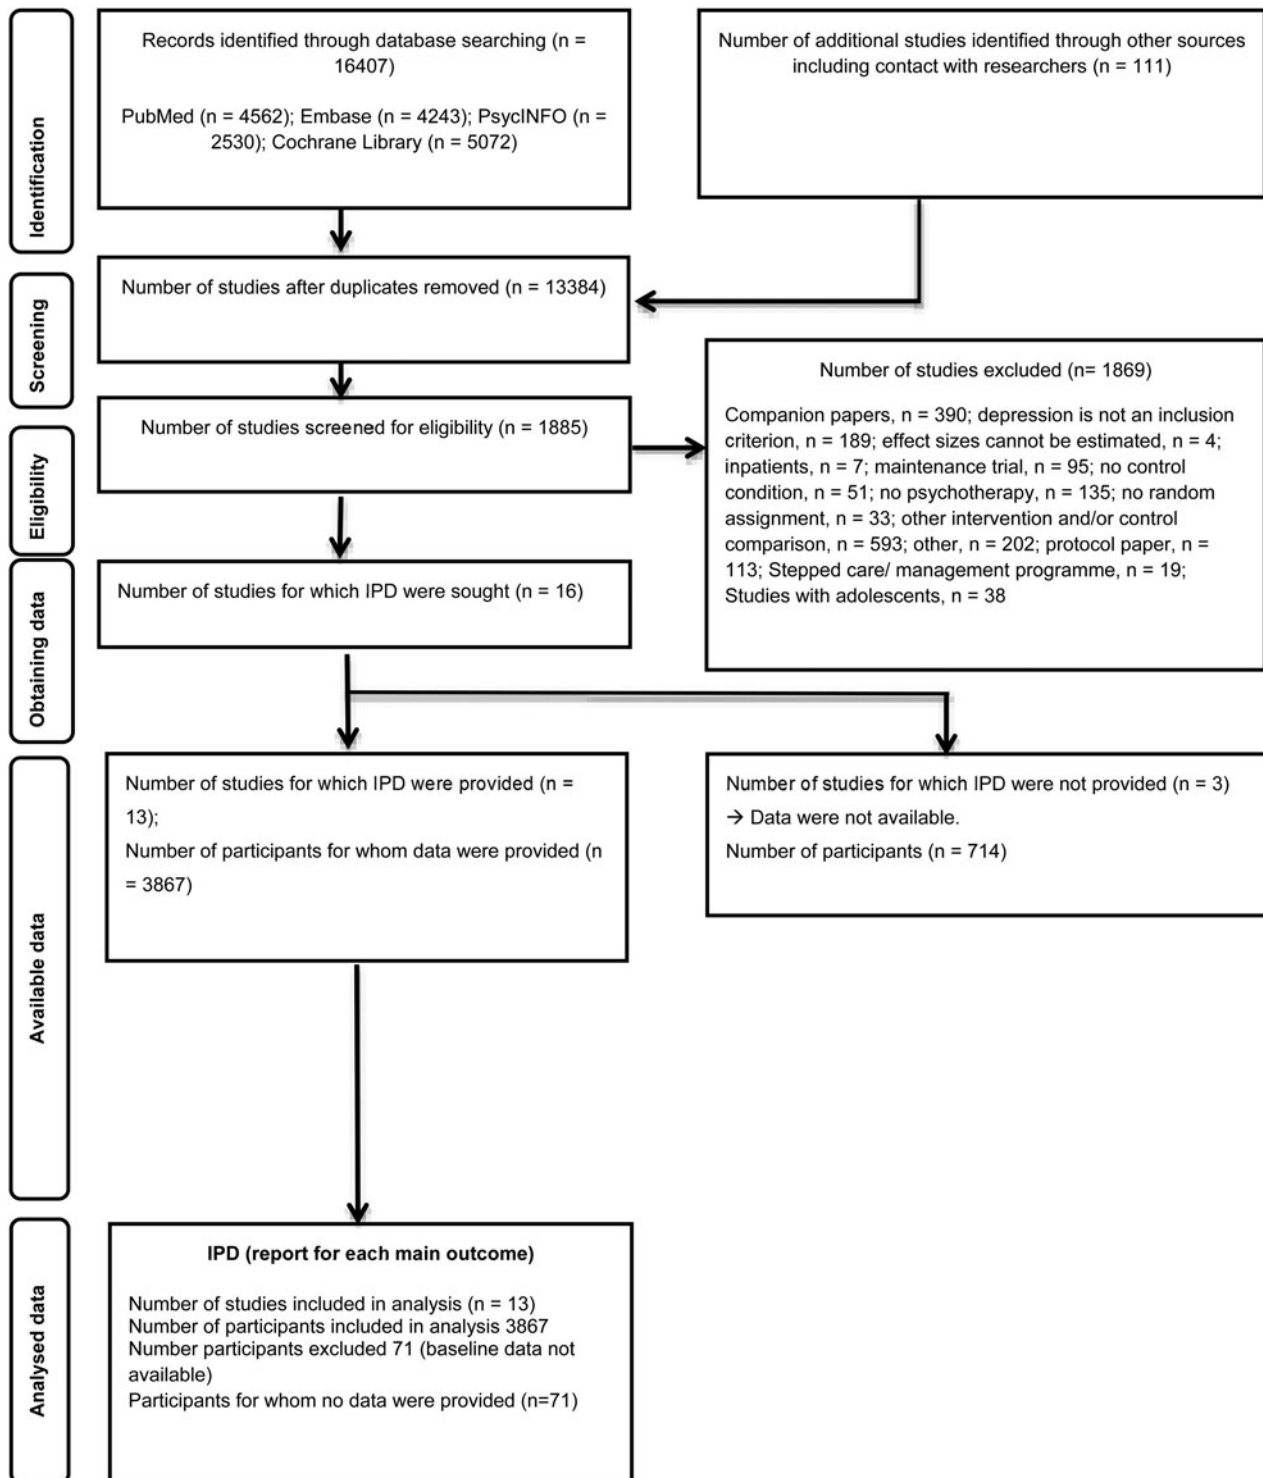 Identification
Records identified through database searching (n =
16407)
PubMed (n = 4562); Embase (n = 4243); PsycINFO (n =
2530); Cochrane Library (n = 5072)
Number of additional studies identified through other sources
including contact with researchers (n = 111)
Screening
Number of studies after duplicates removed (n = 13384)
Eligibility
Number of studies screened for eligibility (n = 1885)
Number of studies excluded (n= 1869)
Companion papers, n = 390; depression is not an inclusion
criterion, n = 189; effect sizes cannot be estimated, n = 4;
inpatients, n = 7; maintenance trial, n = 95; no control
condition, n = 51; no psychotherapy, n = 135; no random
assignment, n = 33; other intervention and/or control
comparison, n = 593; other, n = 202; protocol paper, n =
113; Stepped care/ management programme, n = 19;
Studies with adolescents, n = 38
Obtaining data
Number of studies for which IPD were sought (n = 16)
Available data
Number of studies for which IPD were provided (n =
13);
Number of participants for whom data were provided (n
= 3867)
Number of studies for which IPD were not provided (n = 3)
→ Data were not available.
Number of participants (n = 714)
Analysed data
IPD (report for each main outcome)
Number of studies included in analysis (n = 13)
Number of participants included in analysis 3867
Number participants excluded 71 (baseline data not
available)
Participants for whom no data were provided (n=71)